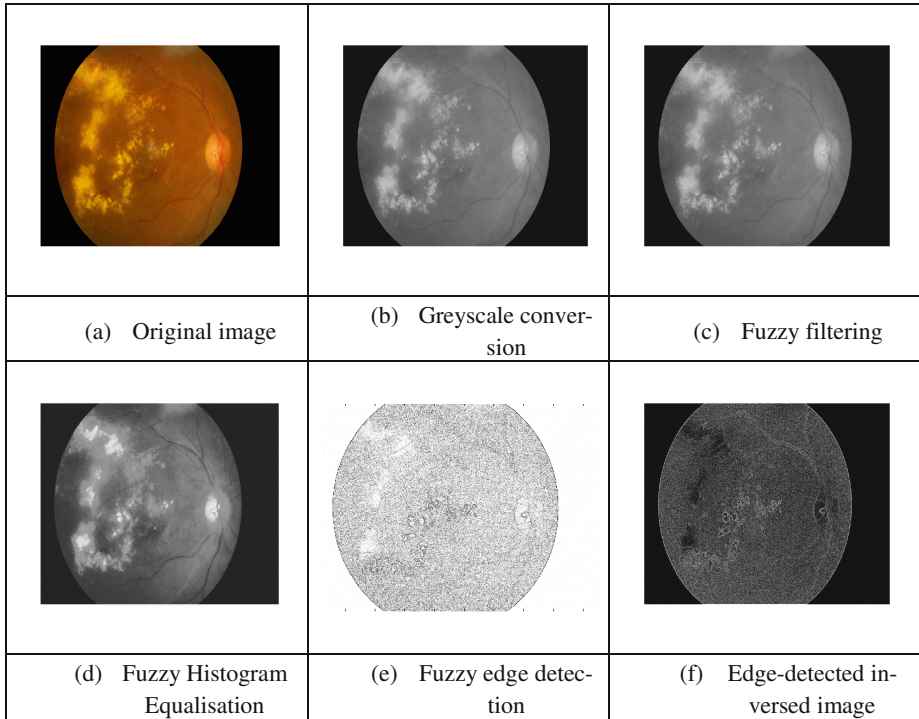 (a) Original image
(b) Greyscale conver-
sion
(c) Fuzzy filtering
(d) Fuzzy Histogram
Equalisation
(e) Fuzzy edge detec-
tion
(f) Edge-detected in-
versed image